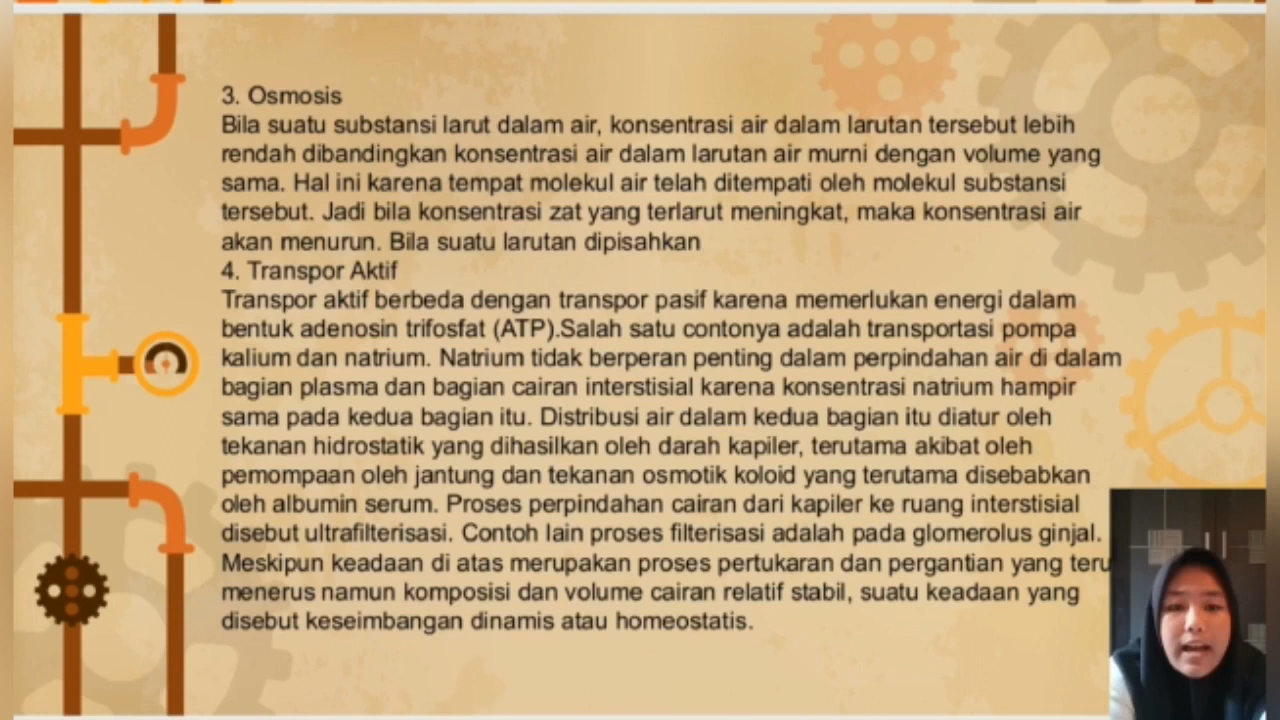 3. Osmosis
Bila suatu substansi larut dalam air, konsentrasi air dalam larutan tersebut lebih
rendah dibandingkan konsentrasi air dalam larutan air murni dengan volume yang
sama. Hal ini karena tempat molekul air telah ditempati oleh molekul substansi
tersebut. Jadi bila konsentrasi zat yang terlarut meningkat, maka konsentrasi air
akan menurun. Bila suatu larutan dipisahkan
4. Transpor Aktif
Transpor aktif berbeda dengan transpor pasif karena memerlukan energi dalam
bentuk adenosin trifosfat (ATP).Salah satu contonya adalah transportasi pompa
kalium dan natrium. Natrium tidak berperan penting dalam perpindahan air di dalam
bagian plasma dan bagian cairan interstisial karena konsentrasi natrium hampir
sama pada kedua bagian itu. Distribusi air dalam kedua bagian itu diatur oleh
tekanan hidrostatik yang dihasilkan oleh darah kapiler, terutama akibat oleh
pemompaan oleh jantung dan tekanan osmotik koloid yang terutama disebabkan
oleh albumin serum. Proses perpindahan cairan dari kapiler ke ruang interstisial
disebut ultrafilterisasi. Contoh lain proses filterisasi adalah pada glomerolus ginjal.
Meskipun keadaan di atas merupakan proses pertukaran dan pergantian yang teru
menerus namun komposisi dan volume cairan relatif stabil, suatu keadaan yang
disebut keseimbangan dinamis atau homeostatis.